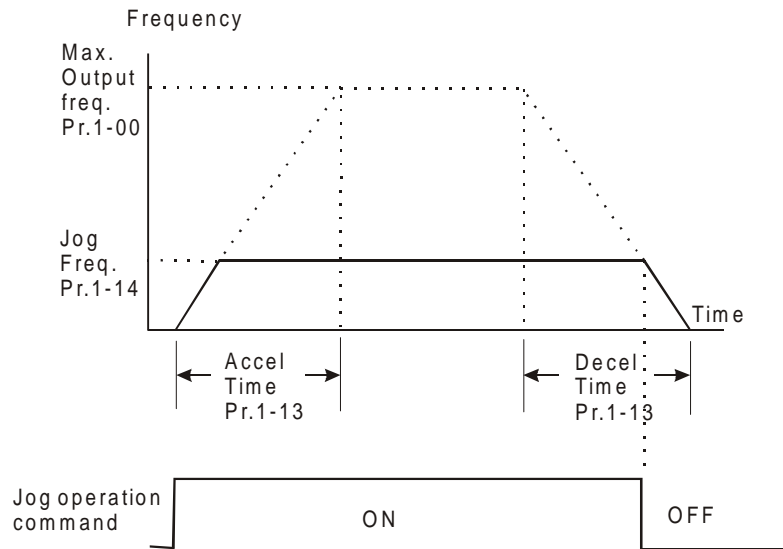 Frequency
Max.
Output
freq.
Pr.1-00
Jog
Freq.
Pr.1-14
Time
Accel
Time
Pr.1-13
Decel
Time
Pr.1-13
Jog operation
command
ON
OFF